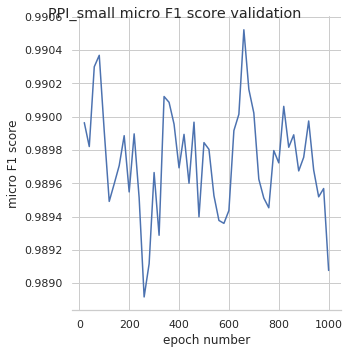 PPI_small micro F1 score validation
0.9906
0.9904
0.9902
0.9900
0.9898
0.9896
0.9894
0.9892
0.9890
micro F1 score
0 200 400 600 800 1000
epoch number